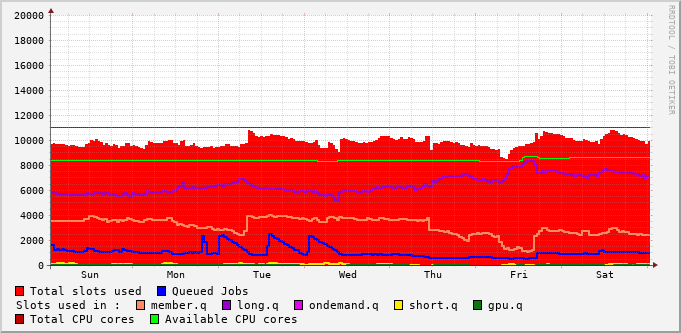 RRDTOOL / TOBI OETIKER
20000
18000
16000
14000
12000
10000
8000
6000
4000
2000
0
Sun Mon Tue Wed Thu Fri Sat
Total slots used Queued Jobs
Slots used in : member.q long.q ondemand.q short.q gpu.q
Total CPU cores Available CPU cores